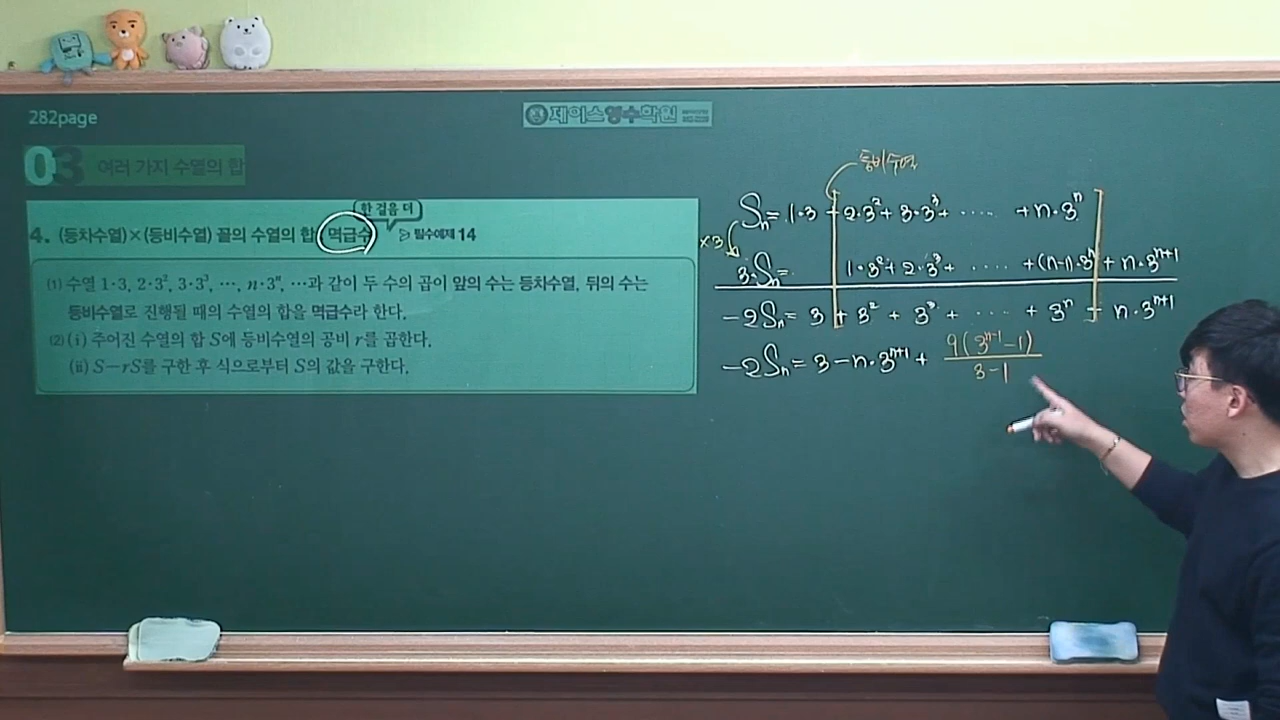 282page
제이스영수학원
03 여러 가지 수열의 합
한 걸음 더
4. (등차수열)×(등비수열) 꼴의 수열의 합: 멱급수 ▷ 필수예제 14
(1) 수열 1·3, 2·3², 3·3³, ⋯, n·3ⁿ, ⋯과 같이 두 수의 곱이 앞의 수는 등차수열, 뒤의 수는
등비수열로 진행될 때의 수열의 합을 멱급수라 한다.
(2) (i) 주어진 수열의 합 S에 등비수열의 공비 r를 곱한다.
(ii) S−rS를 구한 후 식으로부터 S의 값을 구한다.
등비수열
Sₙ = 1·3 + 2·3² + 3·3³ + ····· + n·3ⁿ
×3
3·Sₙ = 1·3² + 2·3³ + ····· + (n-1)·3ⁿ + n·3ⁿ⁺¹
-2Sₙ = 3 + 3² + 3³ + ····· + 3ⁿ - n·3ⁿ⁺¹
-2Sₙ = 3 - n·3ⁿ⁺¹ + 9(3ⁿ⁻¹-1)/3-1